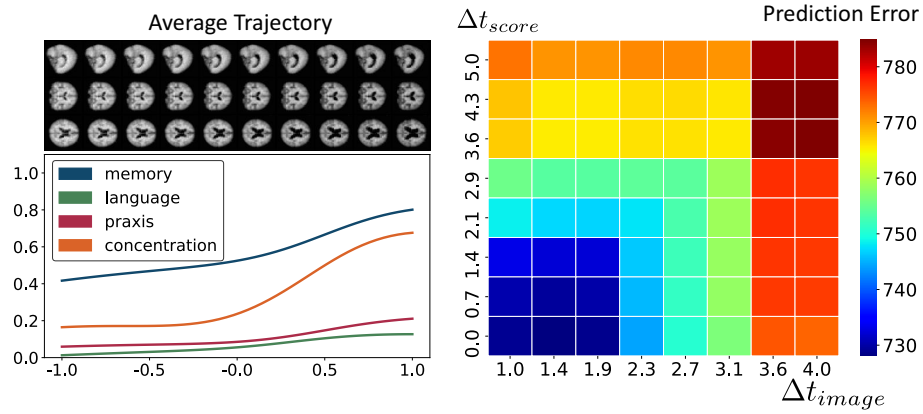 Average Trajectory
1.0
0.8
0.6
0.4
0.2
0.0
memory
language
praxis
concentration
-1.0 -0.5 0.0 0.5 1.0
Δt_score
Prediction Error
5.0
4.3
3.6
2.9
2.1
1.4
0.7
0.0
1.0 1.4 1.9 2.3 2.7 3.1 3.6 4.0
Δt_image
780
770
760
750
740
730